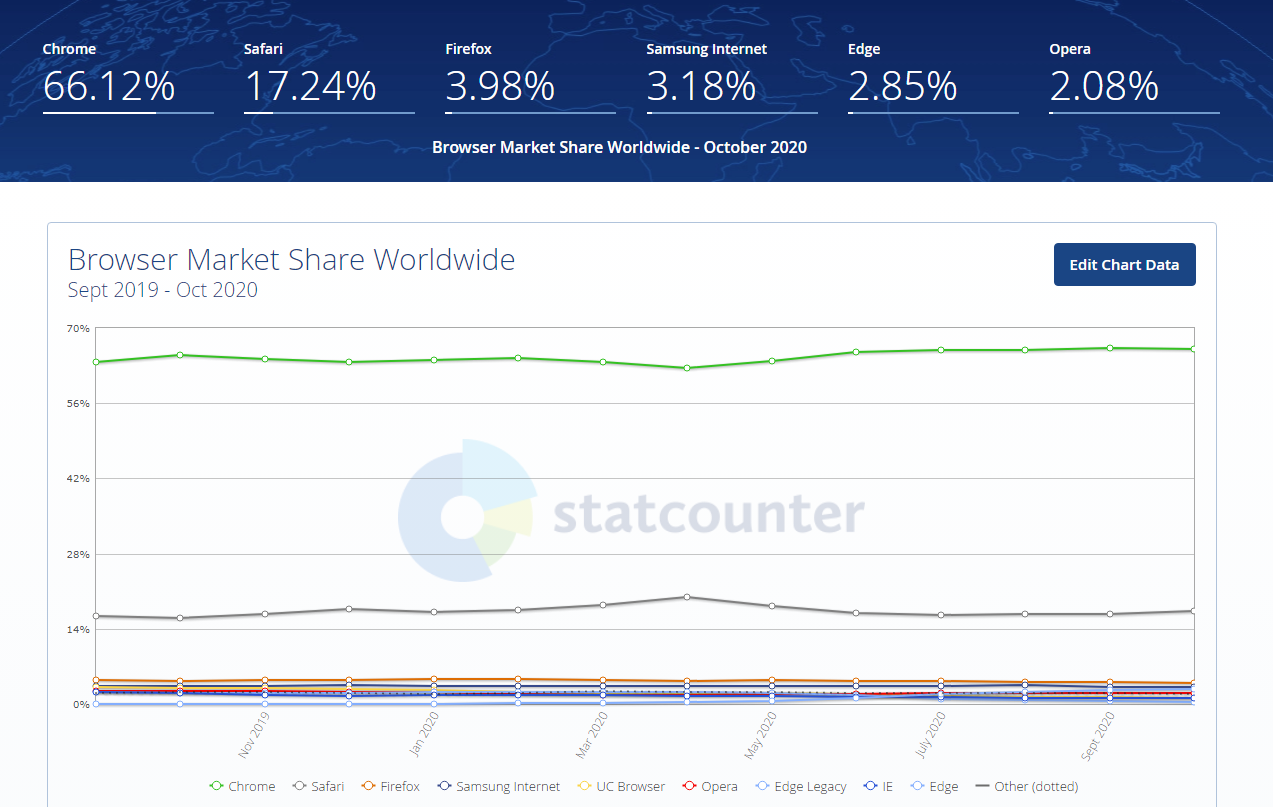 Chrome Safari Firefox Samsung Internet Edge Opera
66.12% 17.24% 3.98% 3.18% 2.85% 2.08%
Browser Market Share Worldwide - October 2020
Browser Market Share Worldwide
Sept 2019 - Oct 2020
Edit Chart Data
70%
56%
42%
statcounter
28%
14%
0%
Nov 2019 Jan 2020 Mar 2020 May 2020 July 2020 Sept 2020
Chrome Safari Firefox Samsung Internet UC Browser Opera Edge Legacy IE Edge Other (dotted)